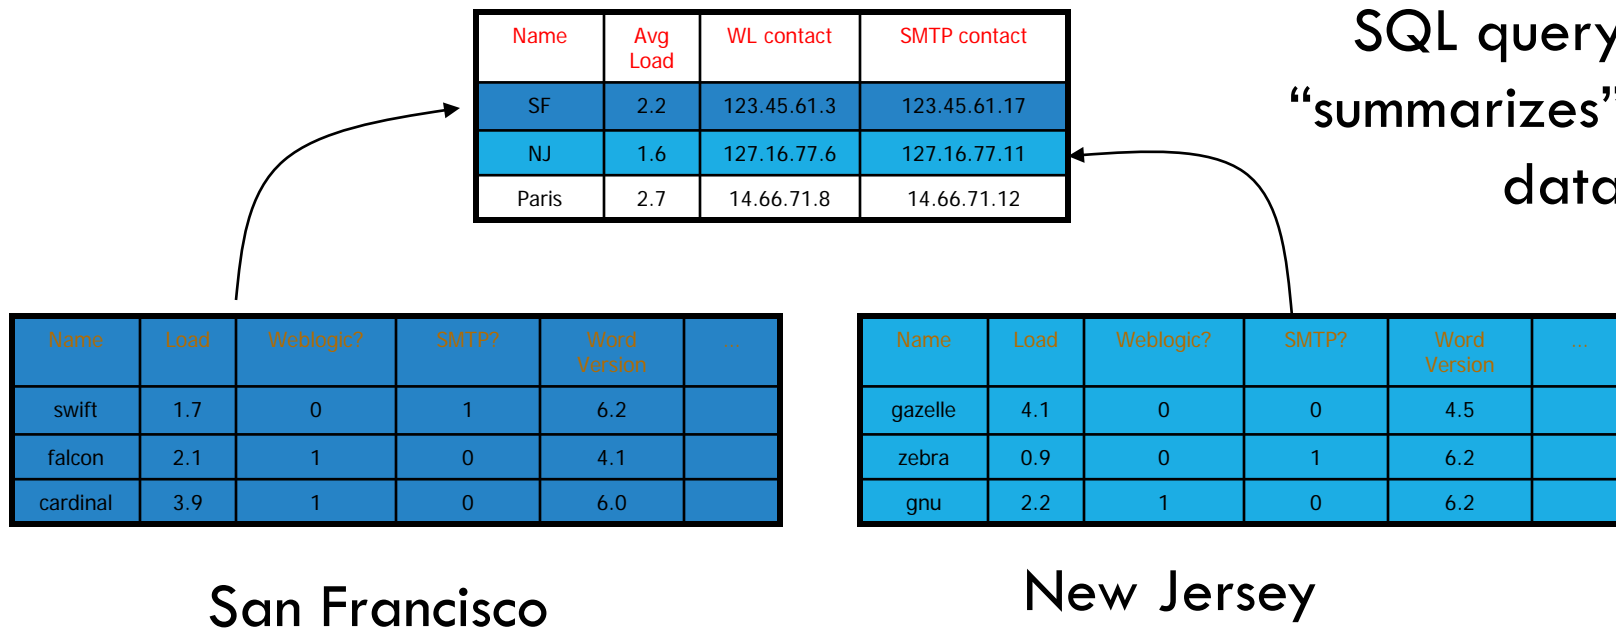 Name Avg Load WL contact SMTP contact
SF 2.2 123.45.61.3 123.45.61.17
NJ 1.6 127.16.77.6 127.16.77.11
Paris 2.7 14.66.71.8 14.66.71.12
SQL query
“summarizes”
data
Name Load Weblogic? SMTP? Word Version ...
swift 1.7 0 1 6.2
falcon 2.1 1 0 4.1
cardinal 3.9 1 0 6.0
Name Load Weblogic? SMTP? Word Version ...
gazelle 4.1 0 0 4.5
zebra 0.9 0 1 6.2
gnu 2.2 1 0 6.2
San Francisco
New Jersey